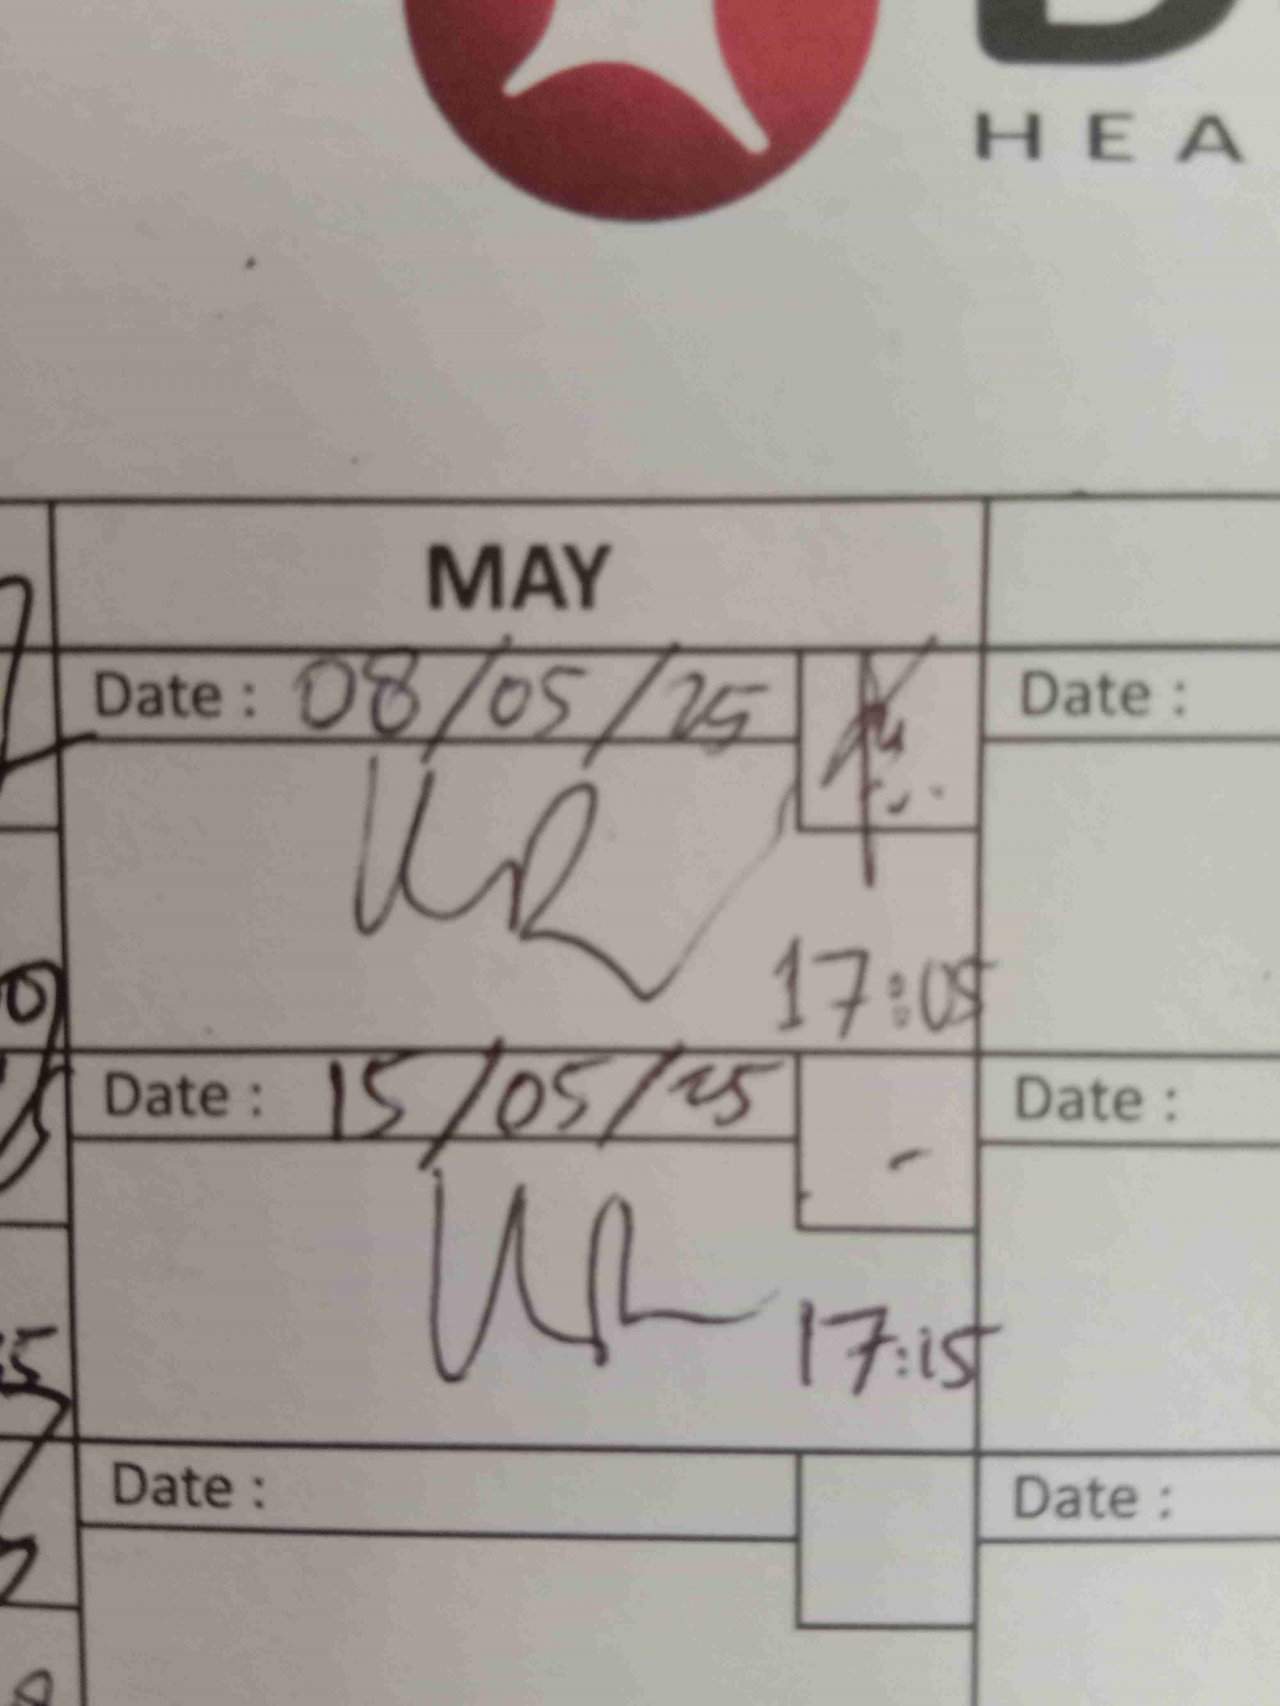 HEA
MAY
Date : 08/05/25
Date :
17:05
Date : 15/05/25
Date :
17:15
Date :
Date :